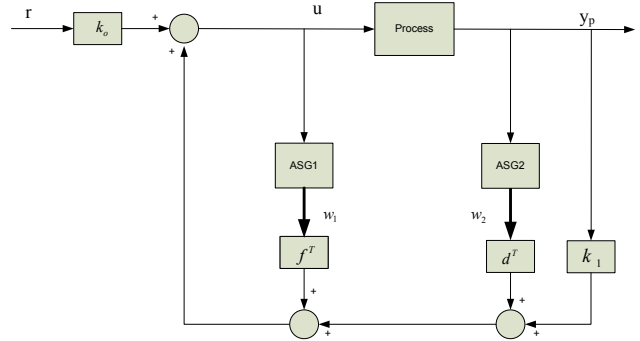 r
k_o
+
+
u
Process
y_p
ASG1
ASG2
w_1
w_2
f^T
d^T
k_1
+
+
+
+